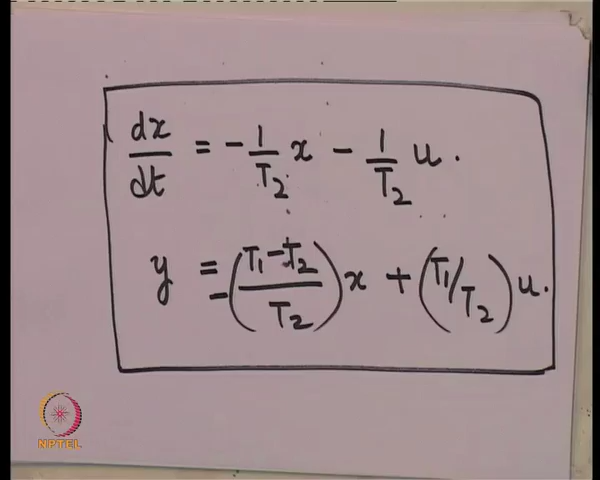 dx/dt = - 1/T2 x - 1/T2 u.
y = -((T1-T2)/T2) x + (T1/T2) u.
NPTEL